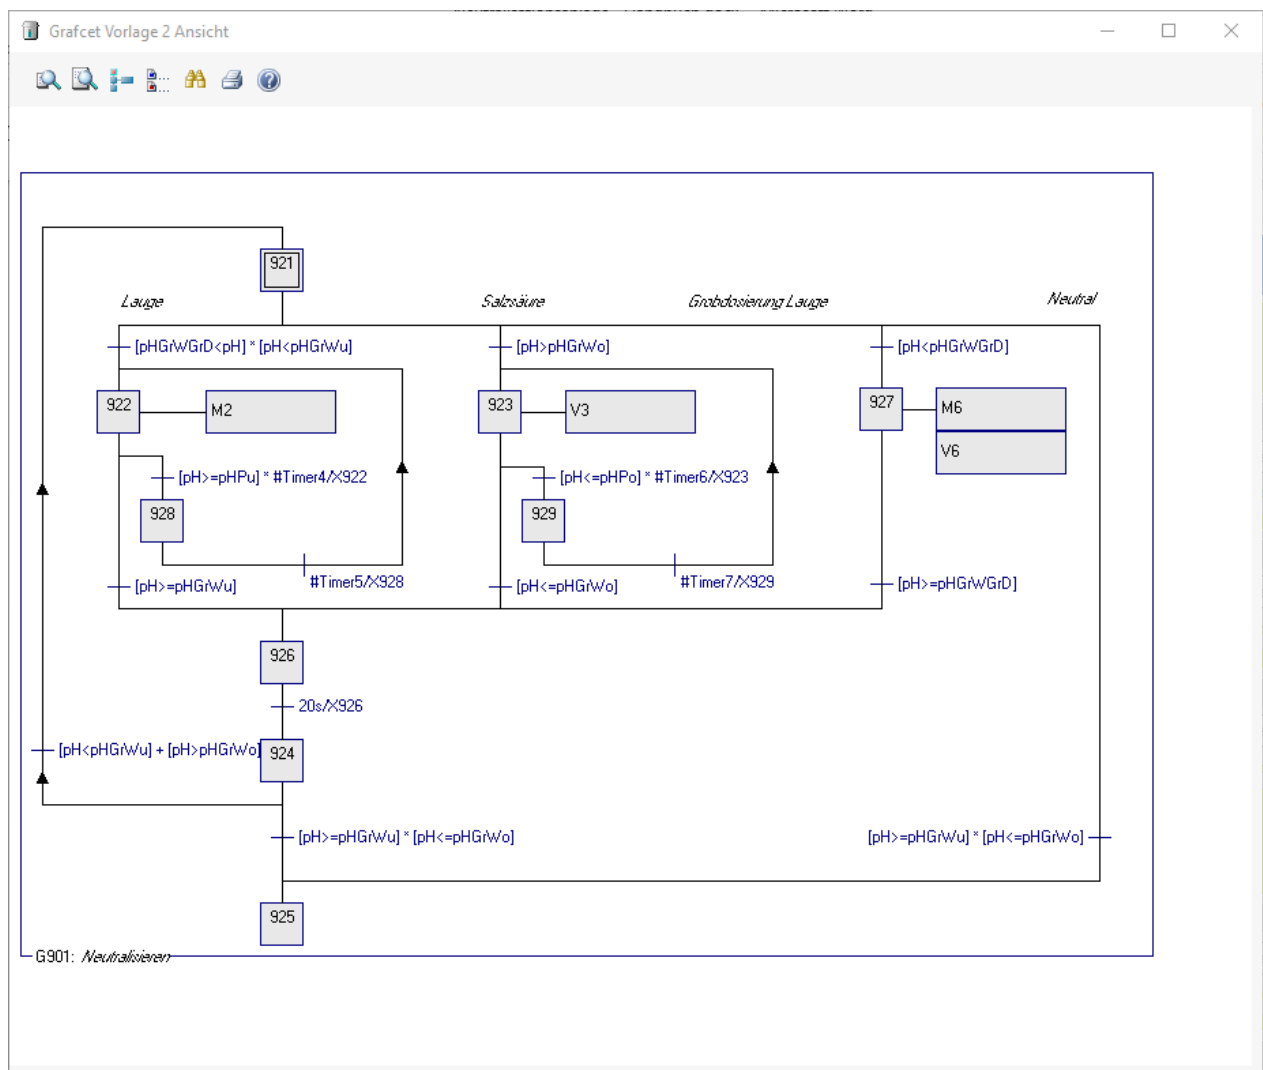 Grafcet Vorlage 2 Ansicht
921
Lauge
Salzsäure
Grobdosierung Lauge
Neutral
[pHGrWGrD<pH] * [pH<pHGrWu]
[pH>pHGrWo]
[pH<pHGrWGrD]
922
M2
923
V3
927
M6
V6
[pH>=pHPu] * #Timer4/X922
[pH<=pHPo] * #Timer6/X923
928
929
#Timer5/X928
#Timer7/X929
[pH>=pHGrWu]
[pH<=pHGrWo]
[pH>=pHGrWGrD]
926
20s/X926
[pH<pHGrWu] + [pH>pHGrWo]
924
[pH>=pHGrWu] * [pH<=pHGrWo]
[pH>=pHGrWu] * [pH<=pHGrWo]
925
G901: Neutralisieren